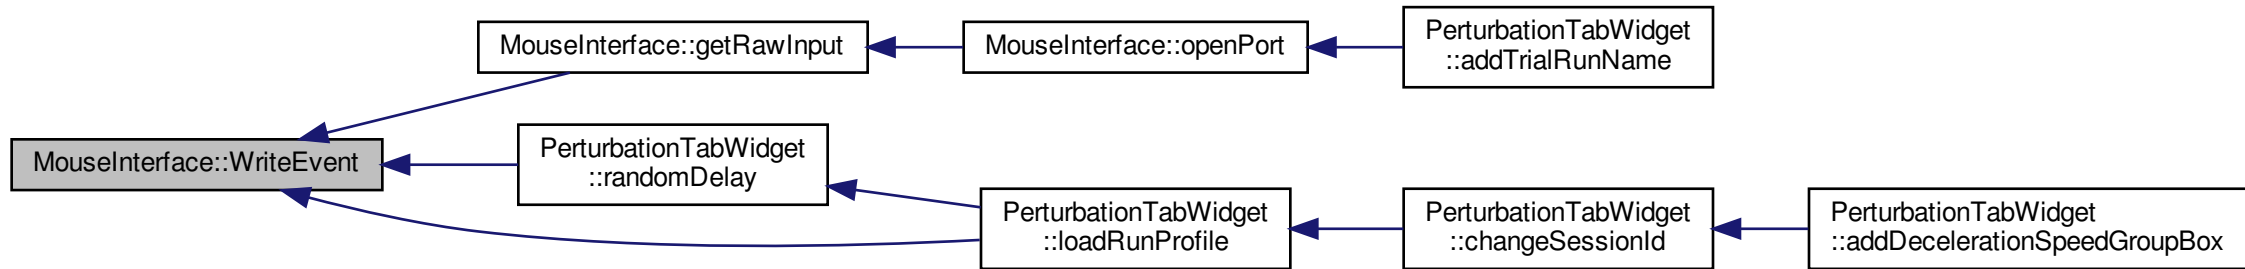 MouseInterface::getRawInput
MouseInterface::openPort
PerturbationTabWidget
::addTrialRunName
MouseInterface::WriteEvent
PerturbationTabWidget
::randomDelay
PerturbationTabWidget
::loadRunProfile
PerturbationTabWidget
::changeSessionId
PerturbationTabWidget
::addDecelerationSpeedGroupBox